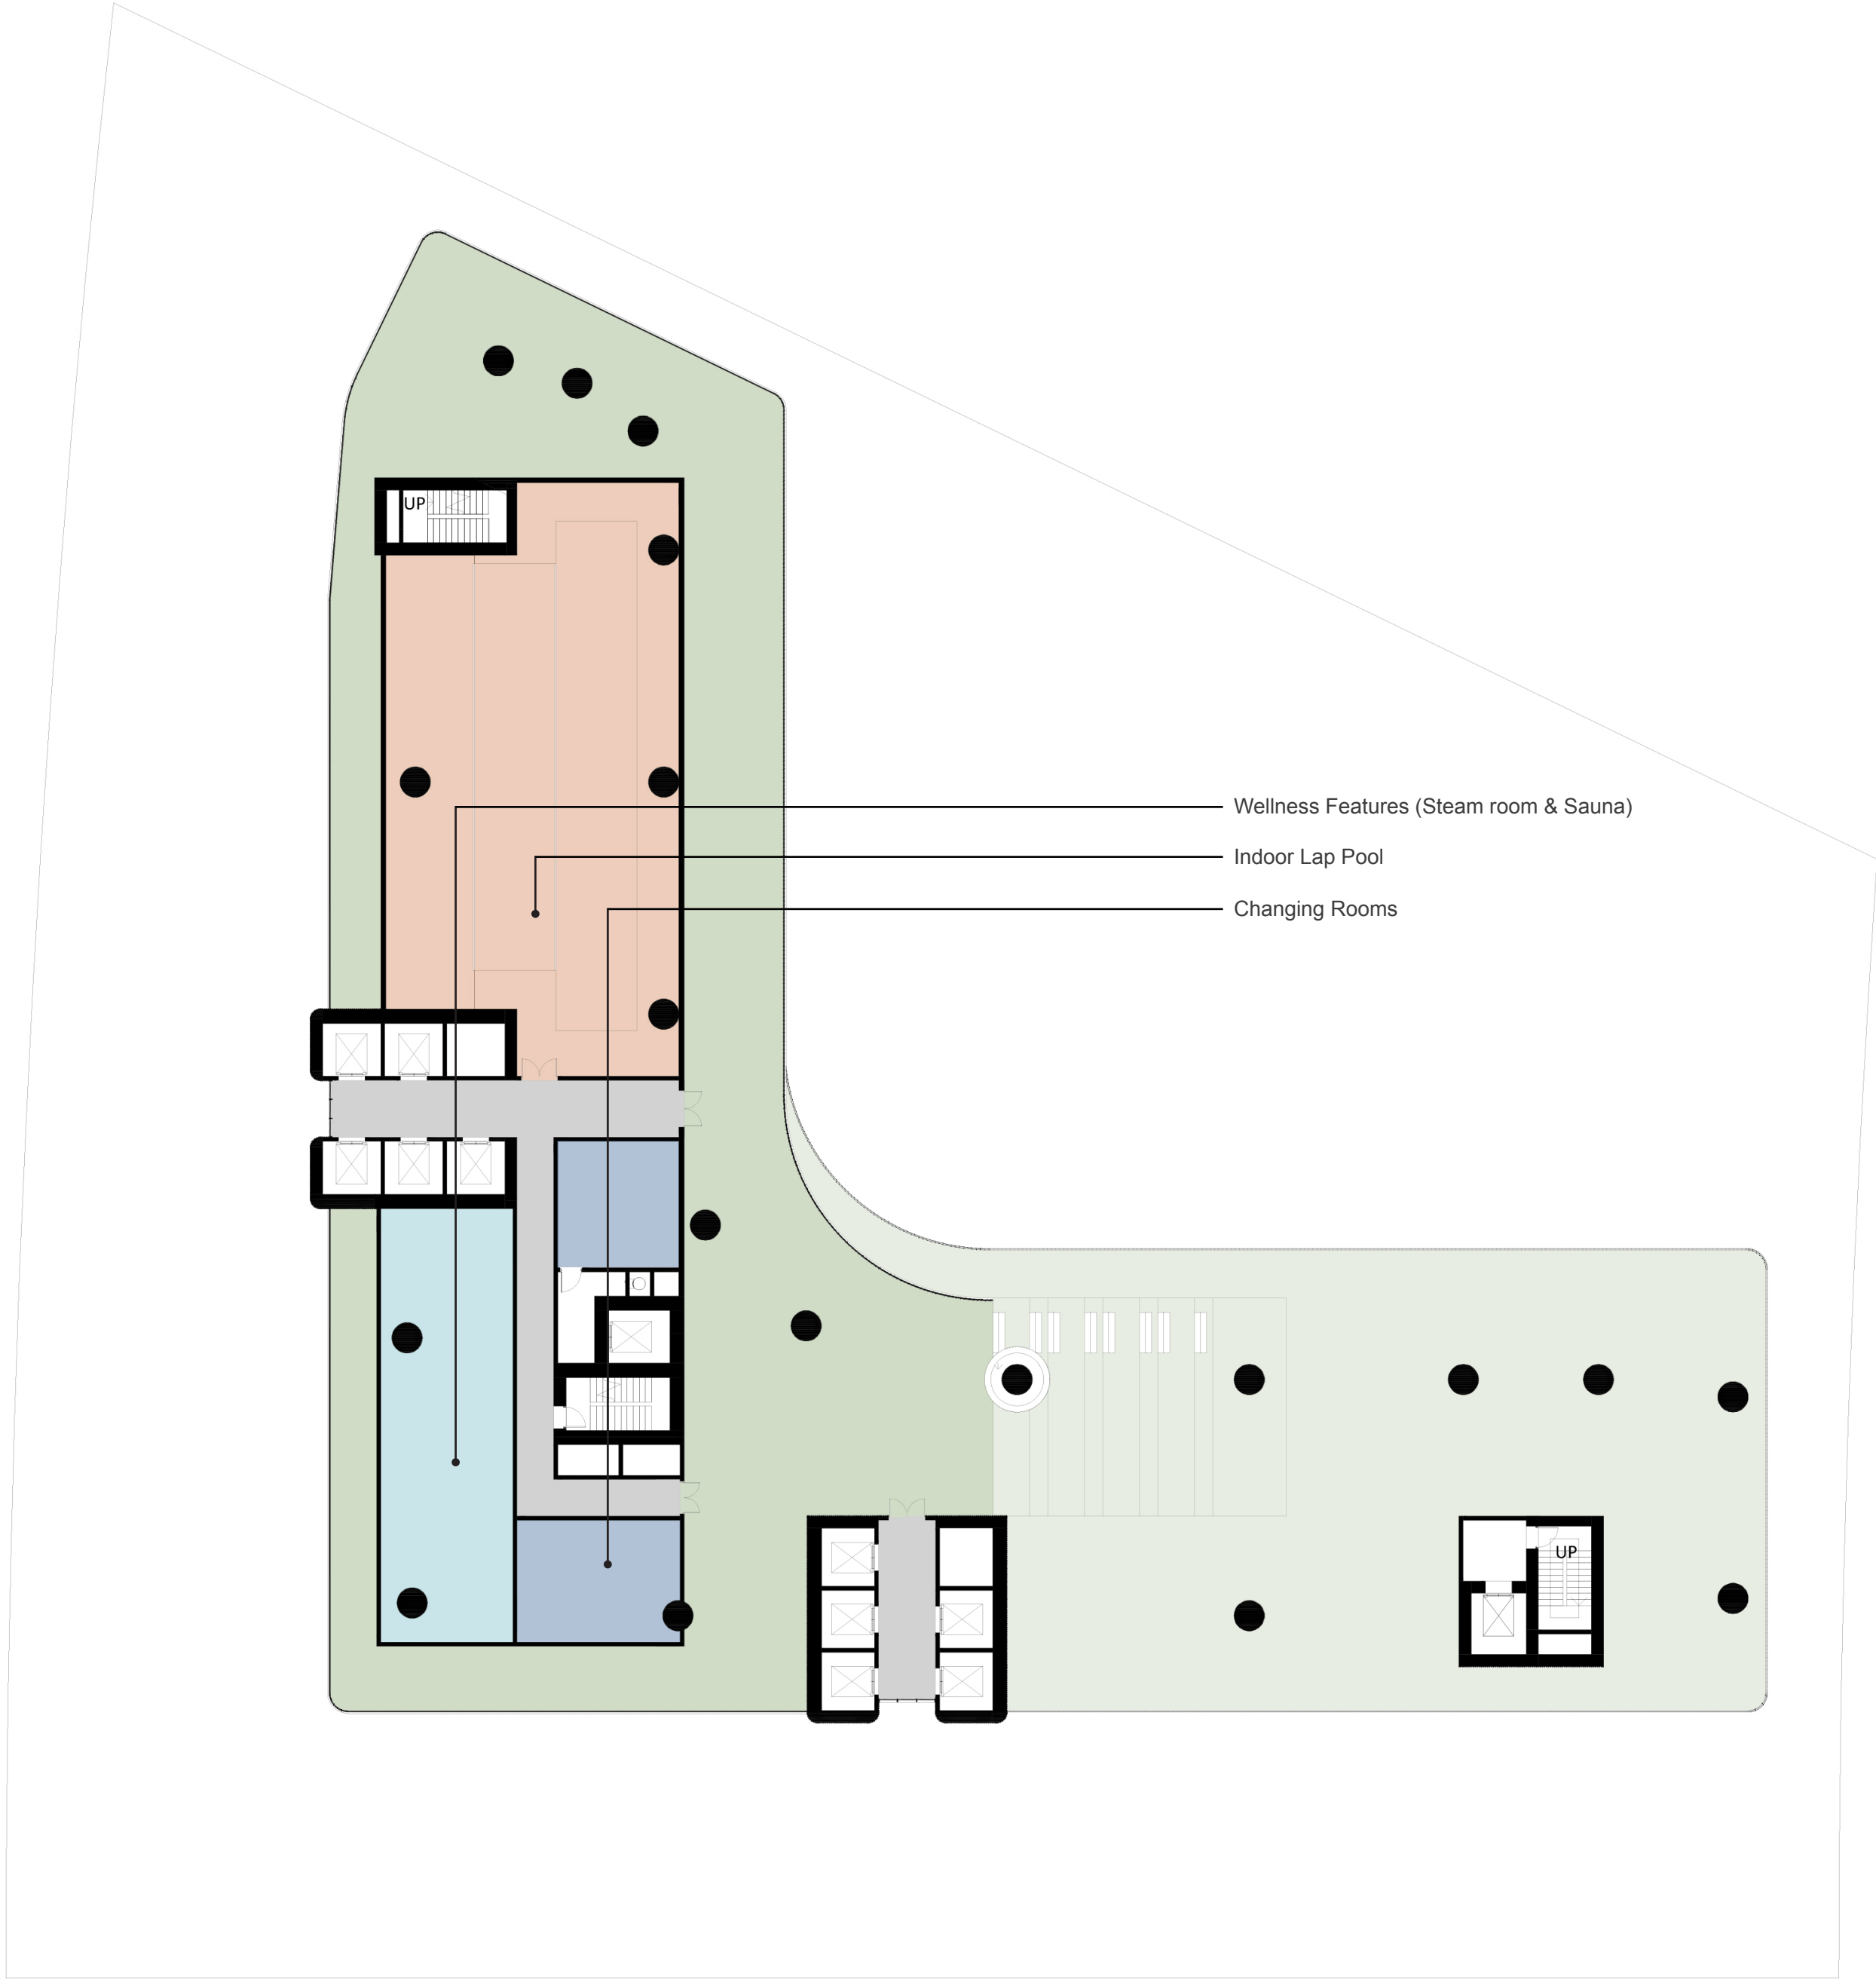 UP
Wellness Features (Steam room & Sauna)
Indoor Lap Pool
Changing Rooms
UP